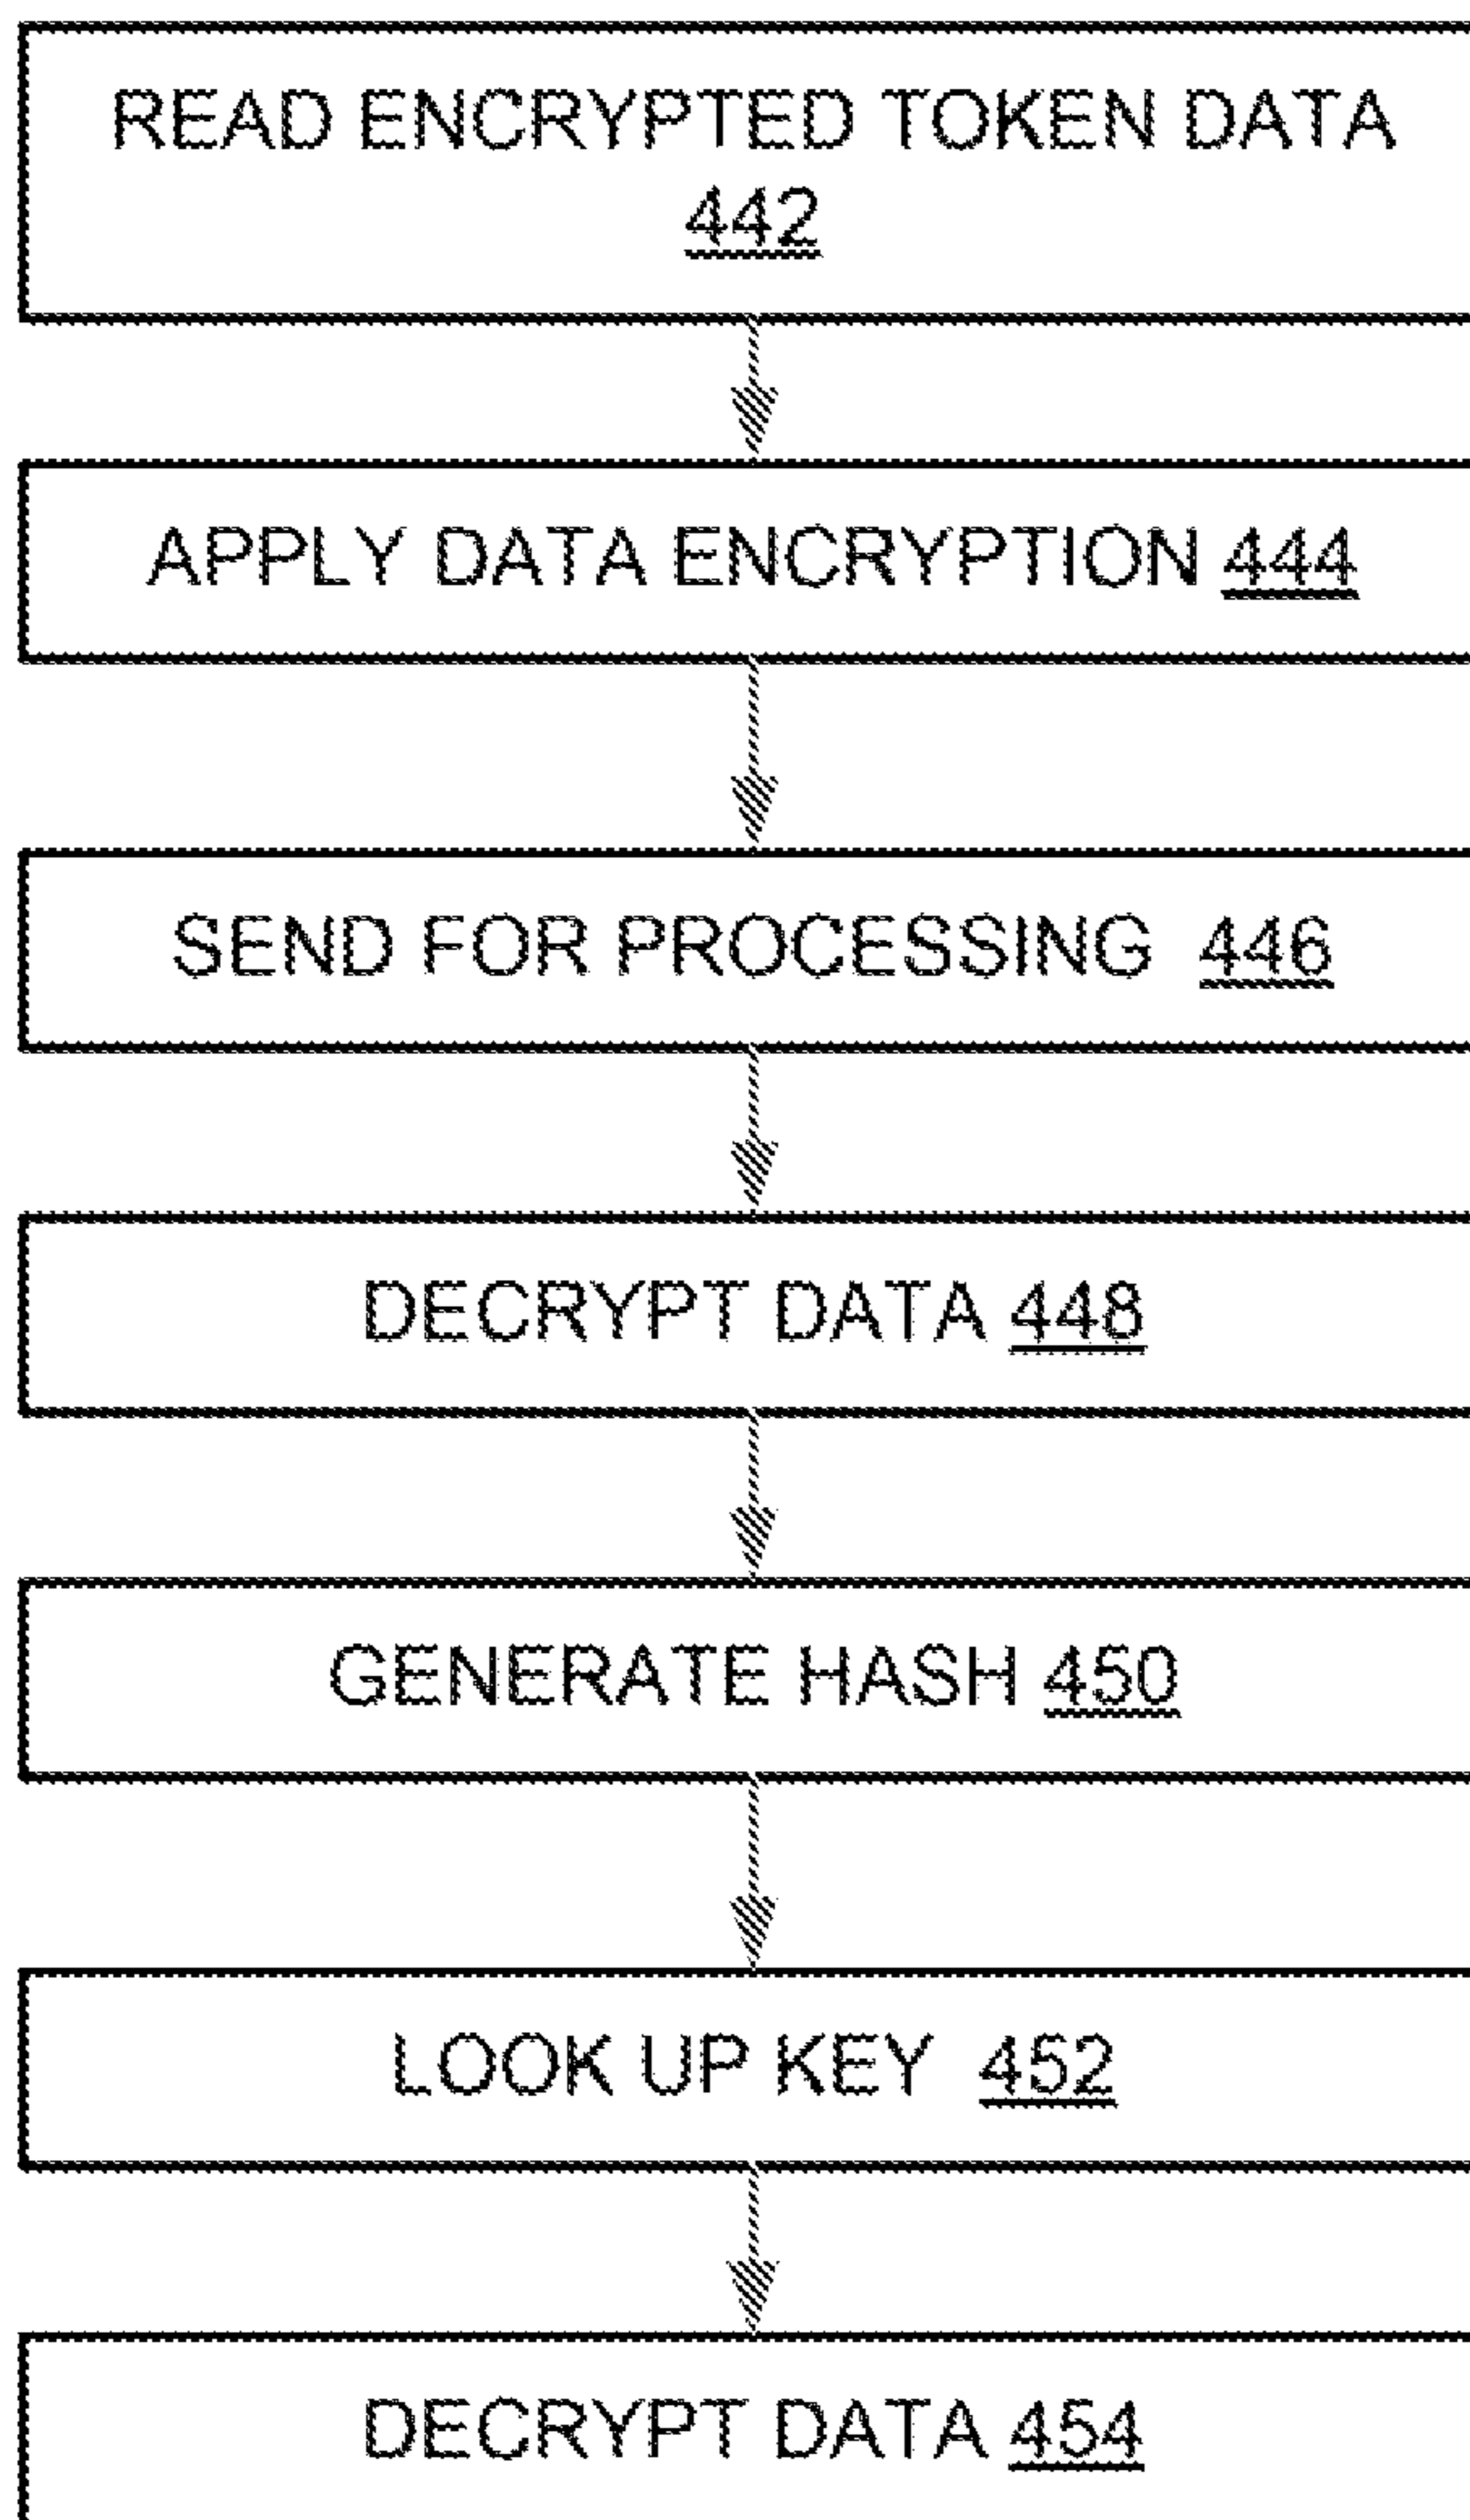 READ ENCRYPTED TOKEN DATA
442
APPLY DATA ENCRYPTION 444
SEND FOR PROCESSING 446
DECRYPT DATA 448
GENERATE HASH 450
LOOK UP KEY 452
DECRYPT DATA 454